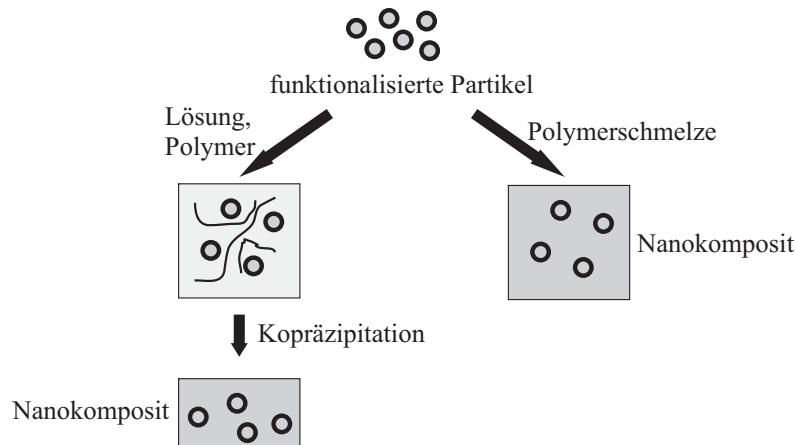 funktionalisierte Partikel
Lösung,
Polymer
Polymerschmelze
Nanokomposit
Kopräzipitation
Nanokomposit